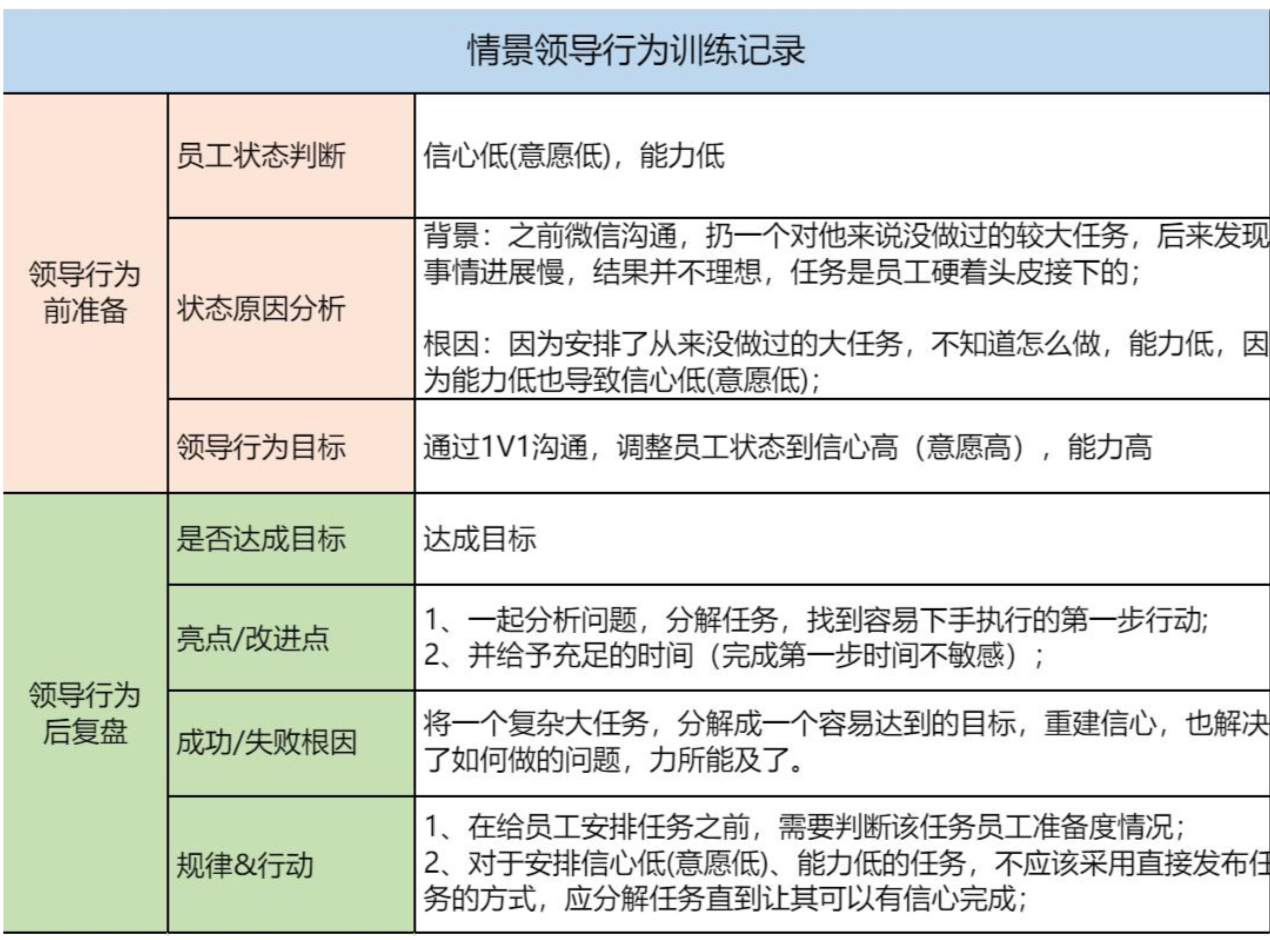 情景领导行为训练记录
领导行为
前准备
员工状态判断
信心低(意愿低)，能力低
状态原因分析
背景：之前微信沟通，扔一个对他来说没做过的较大任务，后来发现
事情进展慢，结果并不理想，任务是员工硬着头皮接下的；
根因：因为安排了从来没做过的大任务，不知道怎么做，能力低，因
为能力低也导致信心低(意愿低)；
领导行为目标
通过1V1沟通，调整员工状态到信心高（意愿高），能力高
领导行为
后复盘
是否达成目标
达成目标
亮点/改进点
1、一起分析问题，分解任务，找到容易下手执行的第一步行动;
2、并给予充足的时间（完成第一步时间不敏感）；
成功/失败根因
将一个复杂大任务，分解成一个容易达到的目标，重建信心，也解决
了如何做的问题，力所能及了。
规律&行动
1、在给员工安排任务之前，需要判断该任务员工准备度情况；
2、对于安排信心低(意愿低)、能力低的任务，不应该采用直接发布任
务的方式，应分解任务直到让其可以有信心完成；